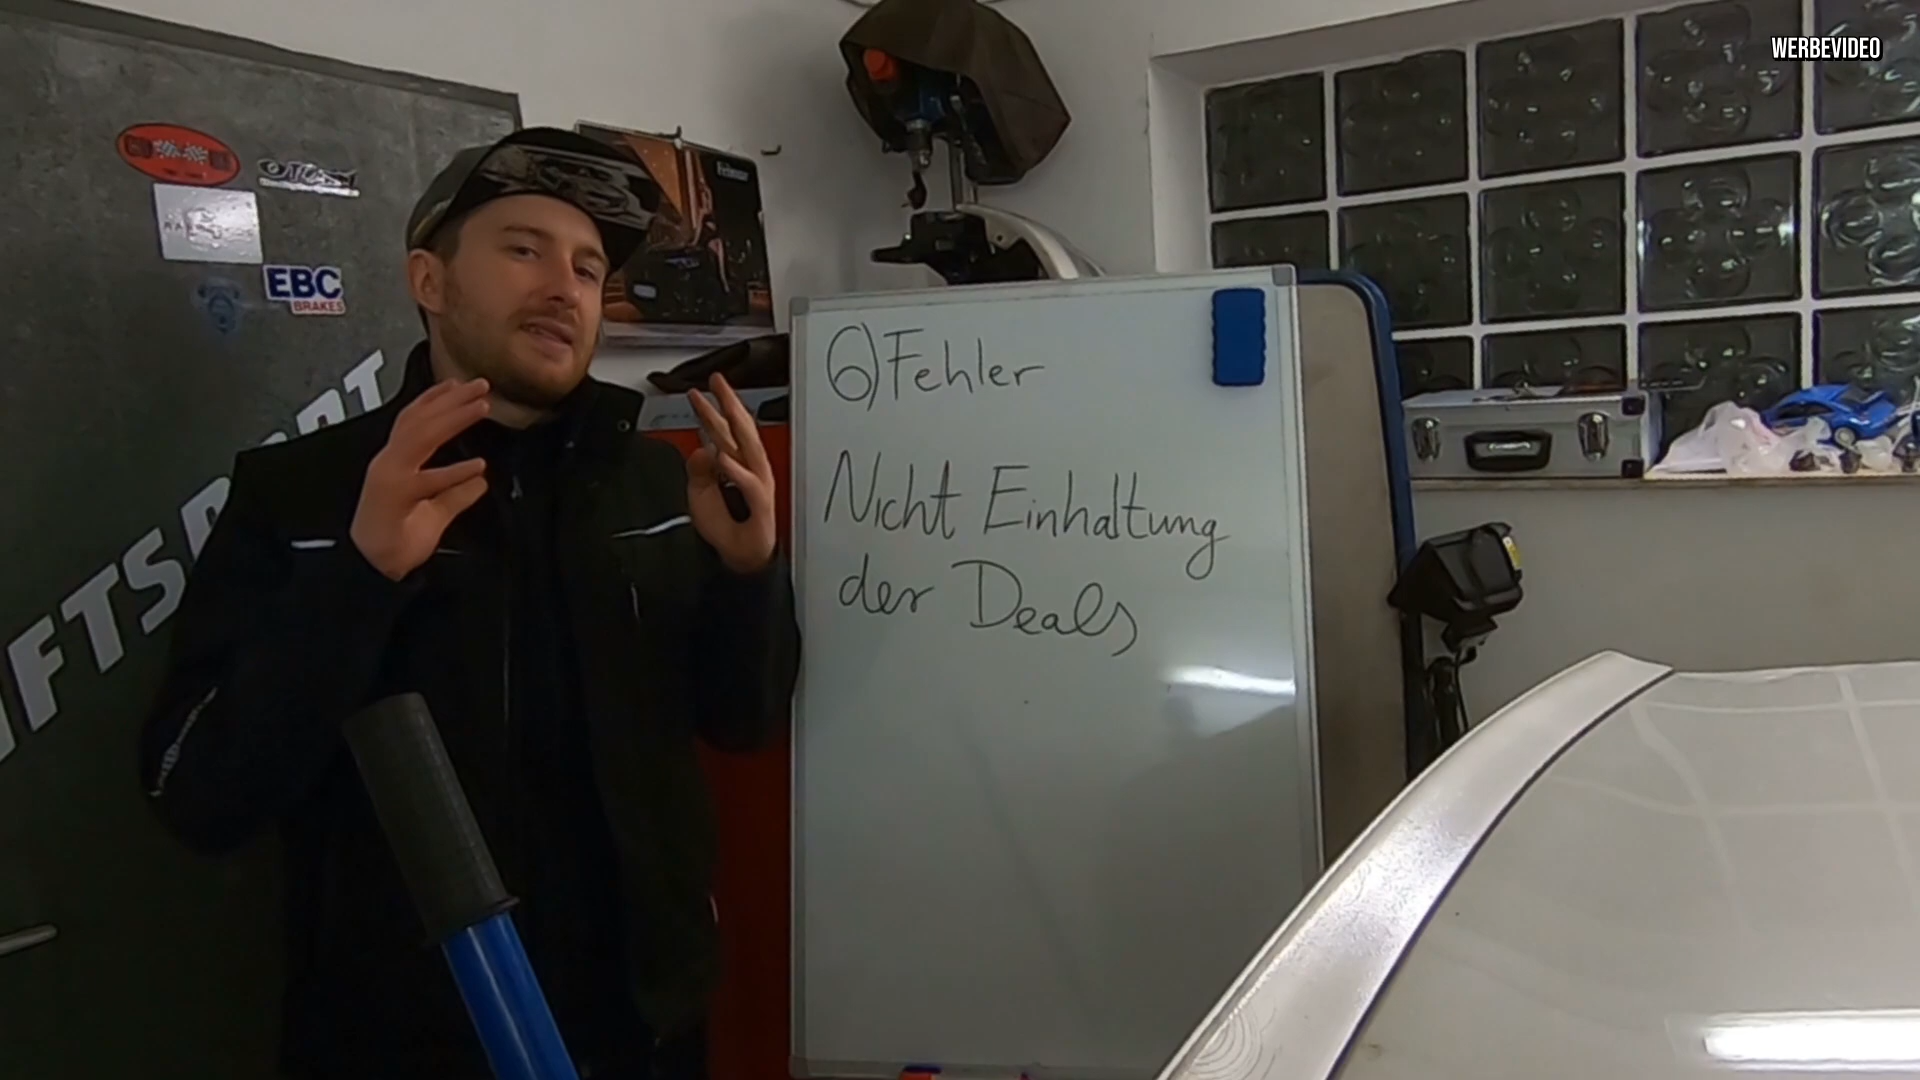 WERBEVIDEO
EBC
BRAKES
6) Fehler
Nicht Einhaltung
der Deals